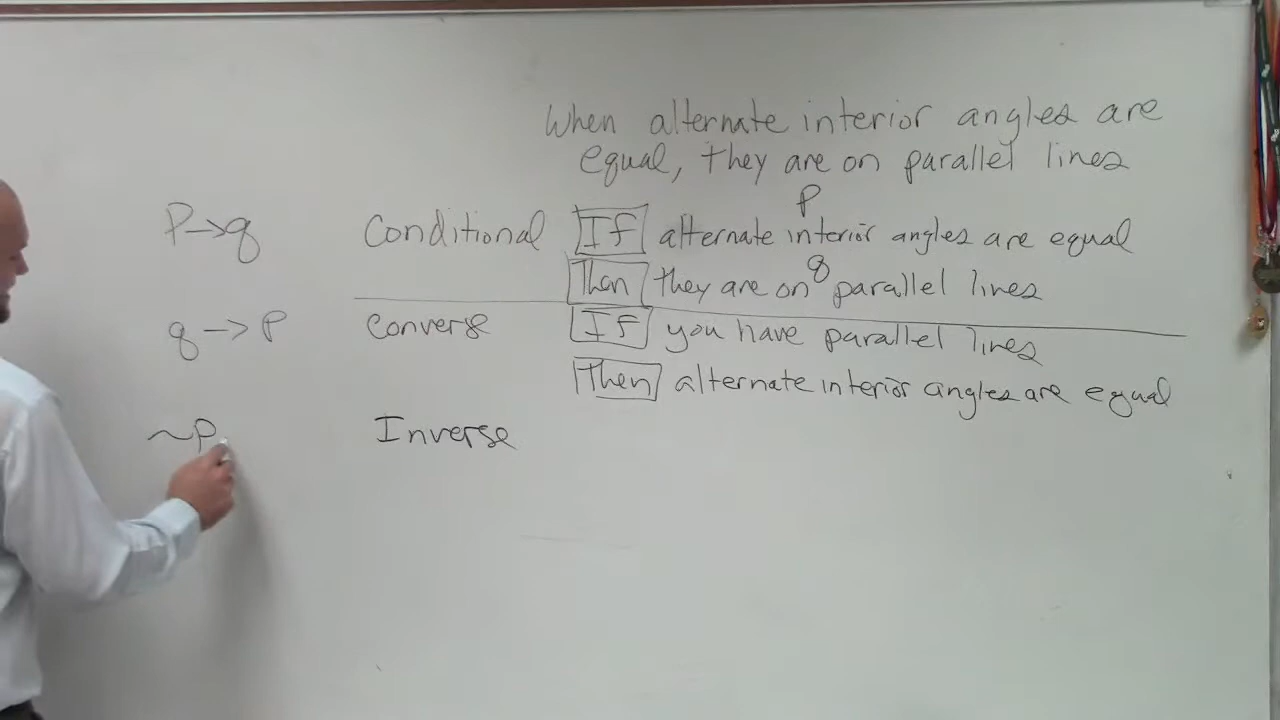 When alternate interior angles are
equal, they are on parallel lines
P
P→q Conditional If alternate interior angles are equal
q
Then they are on parallel lines
q→P Converse If you have parallel lines
Then alternate interior angles are equal
~P Inverse